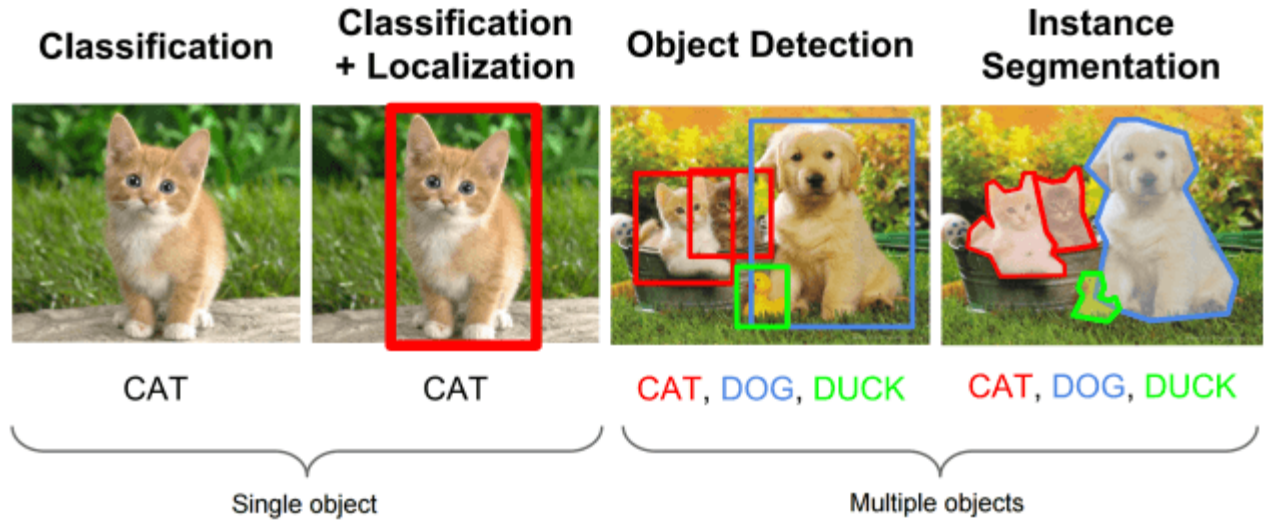 Classification
Classification
+ Localization
Object Detection
Instance
Segmentation
CAT
CAT
CAT, DOG, DUCK
CAT, DOG, DUCK
Single object
Multiple objects